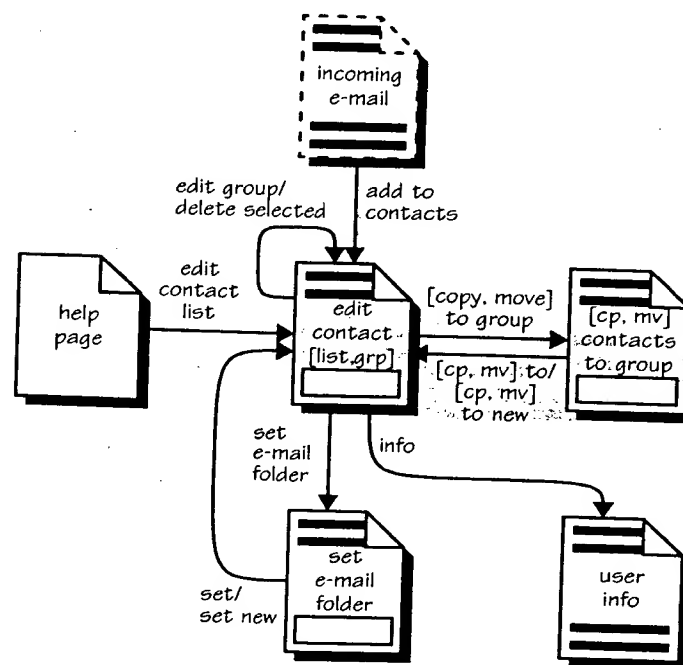 incoming
e-mail
edit group/
delete selected
add to
contacts
help
page
edit
contact
list
edit
contact
[list,grp]
[copy, move]
to group
[cp, mv] to/
[cp, mv]
to new
[cp, mv]
contacts
to group
set
e-mail
folder
info
set/
set new
set
e-mail
folder
user
info